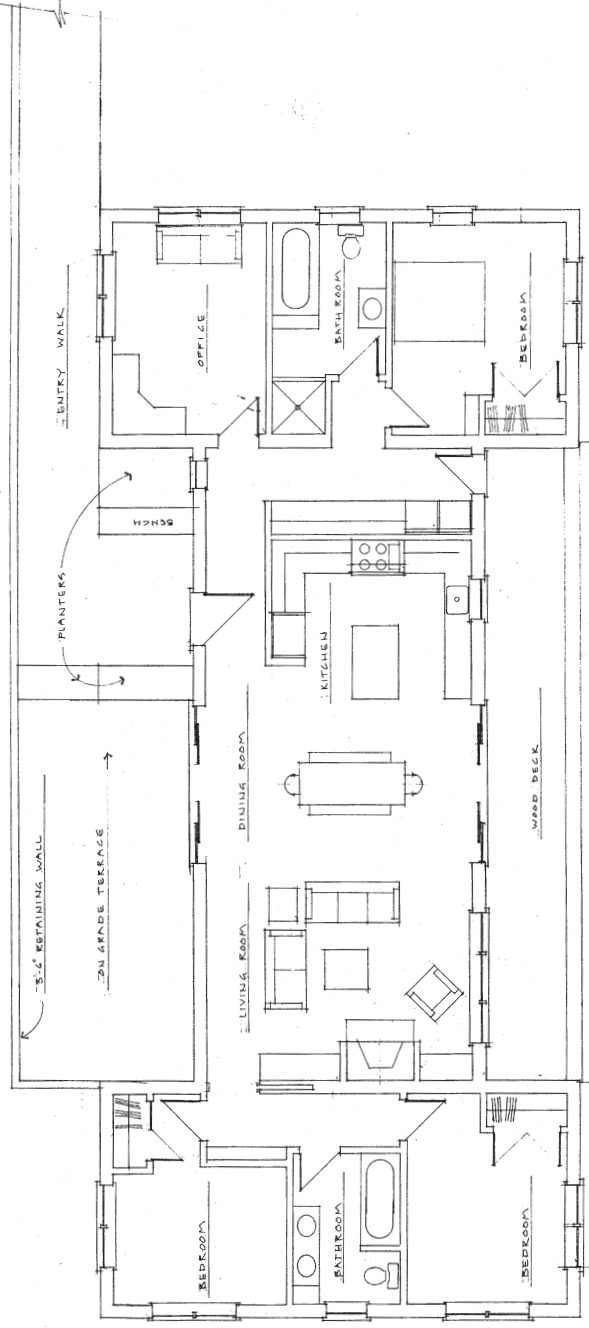 ENTRY WALK
OFFICE
BATH ROOM
BEDROOM
BENCH
PLANTERS
KITCHEN
DINING ROOM
WOOD DECK
3'-6" RETAINING WALL
ON GRADE TERRACE
LIVING ROOM
BEDROOM
BATHROOM
BEDROOM